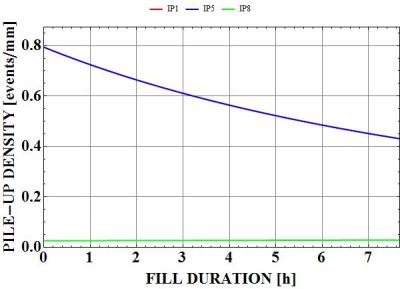 IP1 IP5 IP8
PILE-UP DENSITY [events/mm]
0.8
0.6
0.4
0.2
0.0
0 1 2 3 4 5 6 7
FILL DURATION [h]